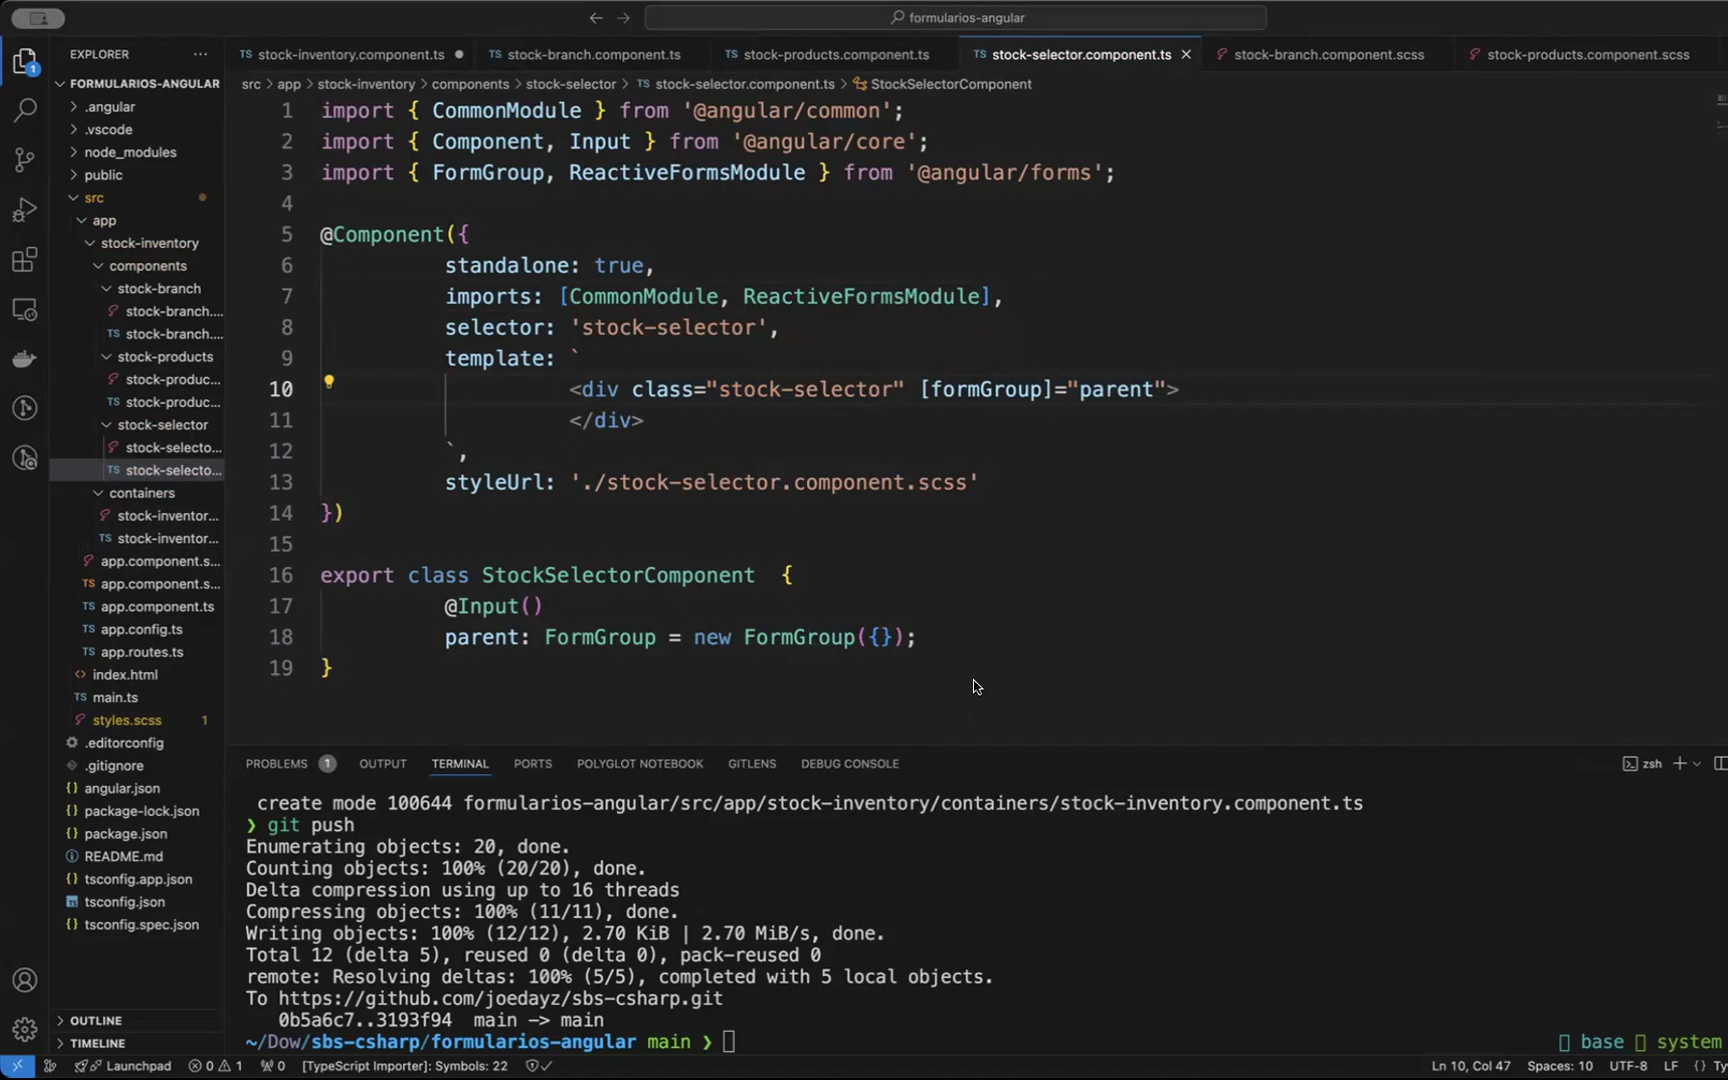 formularios-angular
EXPLORER
stock-inventory.component.ts
stock-branch.component.ts
stock-products.component.ts
stock-selector.component.ts
stock-branch.component.scss
stock-products.component.scss
src > app > stock-inventory > components > stock-selector > TS stock-selector.component.ts > StockSelectorComponent
FORMULARIOS-ANGULAR
.angular
.vscode
node_modules
public
src
app
stock-inventory
components
stock-branch
stock-branch....
TS stock-branch....
stock-products
stock-produc...
TS stock-produc...
stock-selector
stock-selecto...
TS stock-selecto...
containers
stock-inventor...
TS stock-inventor...
app.component.s...
app.component.s...
TS app.component.ts
TS app.config.ts
TS app.routes.ts
index.html
TS main.ts
styles.scss 1
.editorconfig
.gitignore
{} angular.json
{} package-lock.json
{} package.json
README.md
{} tsconfig.app.json
tsconfig.json
{} tsconfig.spec.json
OUTLINE
TIMELINE
1 import { CommonModule } from '@angular/common';
2 import { Component, Input } from '@angular/core';
3 import { FormGroup, ReactiveFormsModule } from '@angular/forms';
4
5 @Component({
6 standalone: true,
7 imports: [CommonModule, ReactiveFormsModule],
8 selector: 'stock-selector',
9 template: `
10 <div class="stock-selector" [formGroup]="parent">
11 </div>
12 `,
13 styleUrl: './stock-selector.component.scss'
14 })
15
16 export class StockSelectorComponent {
17 @Input()
18 parent: FormGroup = new FormGroup({});
19 }
PROBLEMS 1 OUTPUT TERMINAL PORTS POLYGLOT NOTEBOOK GITLENS DEBUG CONSOLE
zsh
create mode 100644 formularios-angular/src/app/stock-inventory/containers/stock-inventory.component.ts
❯ git push
Enumerating objects: 20, done.
Counting objects: 100% (20/20), done.
Delta compression using up to 16 threads
Compressing objects: 100% (11/11), done.
Writing objects: 100% (12/12), 2.70 KiB | 2.70 MiB/s, done.
Total 12 (delta 5), reused 0 (delta 0), pack-reused 0
remote: Resolving deltas: 100% (5/5), completed with 5 local objects.
To https://github.com/joedayz/sbs-csharp.git
0b5a6c7..3193f94 main -> main
~/Dow/sbs-csharp/formularios-angular main ❯
base system
Launchpad 0 1 0 [TypeScript Importer]: Symbols: 22 Ln 10, Col 47 Spaces: 10 UTF-8 LF {} Ty